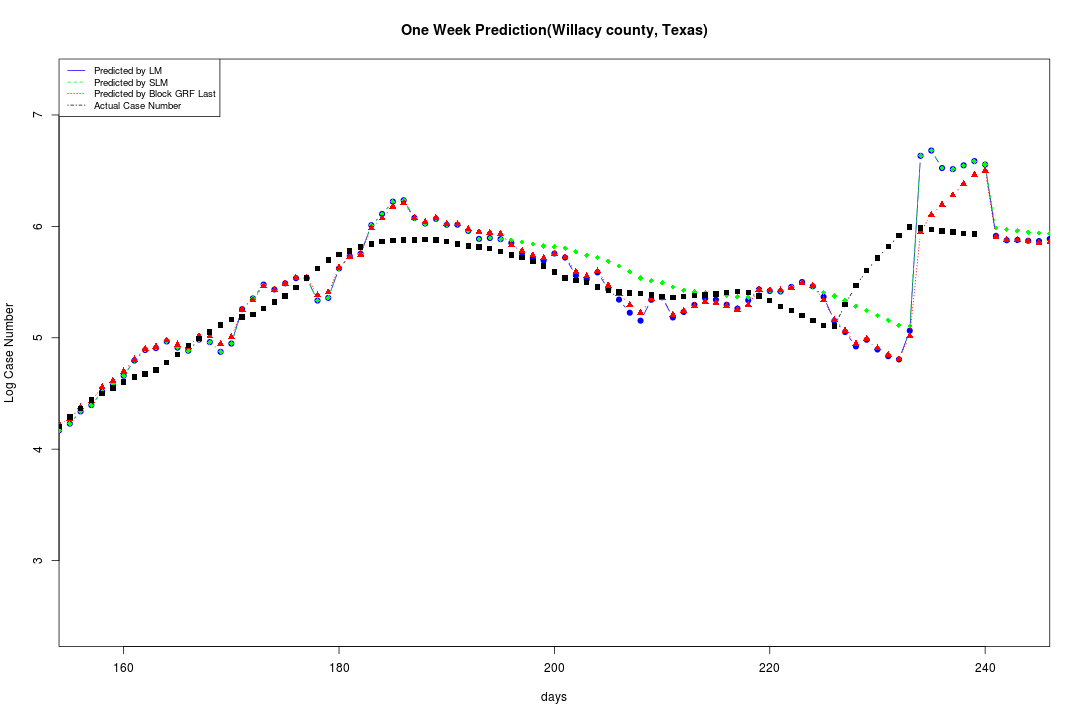 One Week Prediction(Willacy county, Texas)
Predicted by LM
Predicted by SLM
Predicted by Block GRF Last
Actual Case Number
Log Case Number
7
6
5
4
3
160 180 200 220 240
days